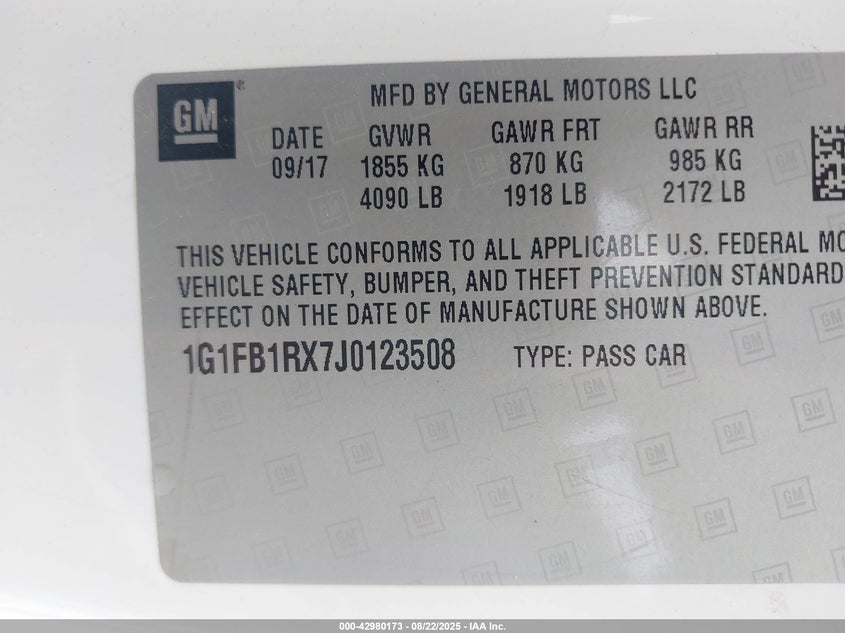 GM®
MFD BY GENERAL MOTORS LLC
DATE GVWR GAWR FRT GAWR RR
09/17 1855 KG 870 KG 985 KG
4090 LB 1918 LB 2172 LB
THIS VEHICLE CONFORMS TO ALL APPLICABLE U.S. FEDERAL MO
VEHICLE SAFETY, BUMPER, AND THEFT PREVENTION STANDARD
EFFECT ON THE DATE OF MANUFACTURE SHOWN ABOVE.
1G1FB1RX7J0123508 TYPE: PASS CAR
000-42980173 - 08/22/2025 - IAA Inc.